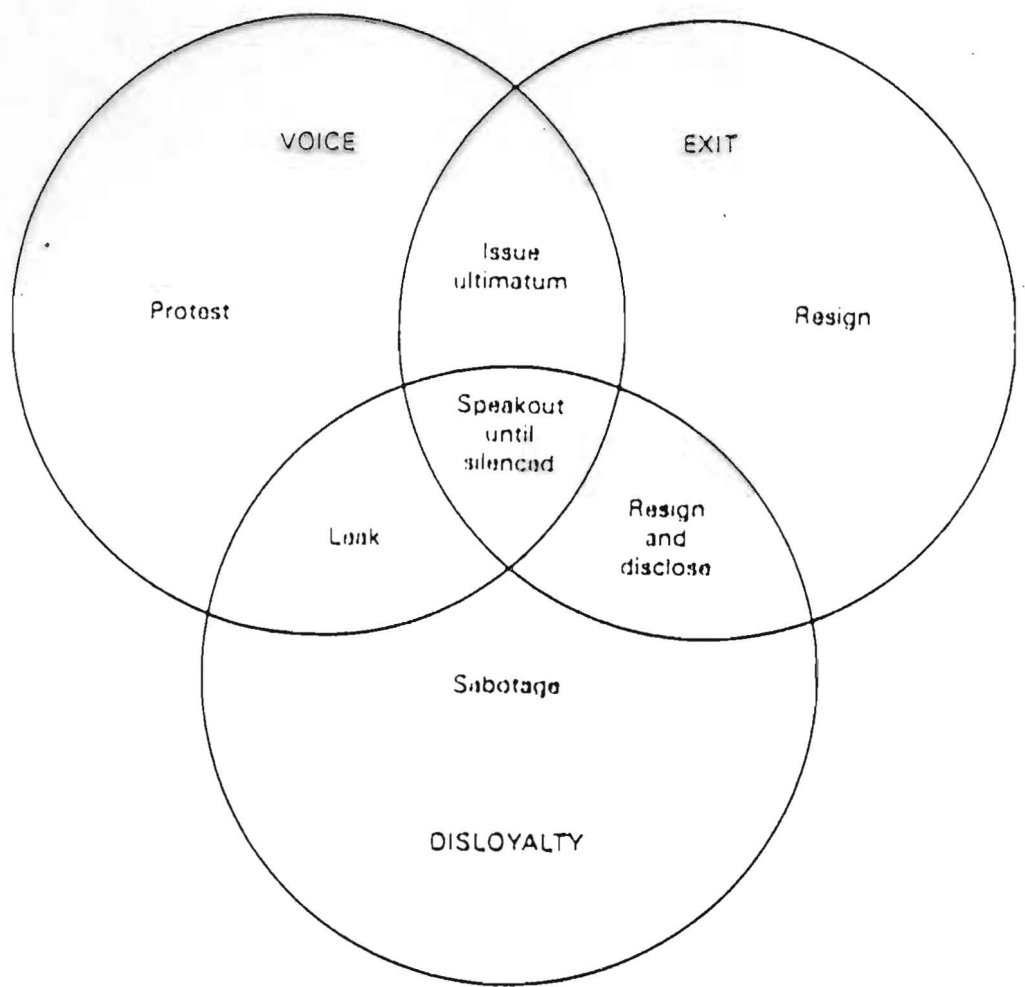 VOICE
EXIT
Issue
ultimatum
Protest
Resign
Speakout
until
silenced
Leak
Resign
and
disclose
Sabotage
DISLOYALTY